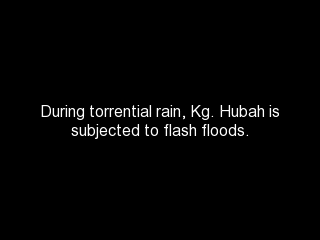 During torrential rain, Kg. Hubah is
subjected to flash floods.